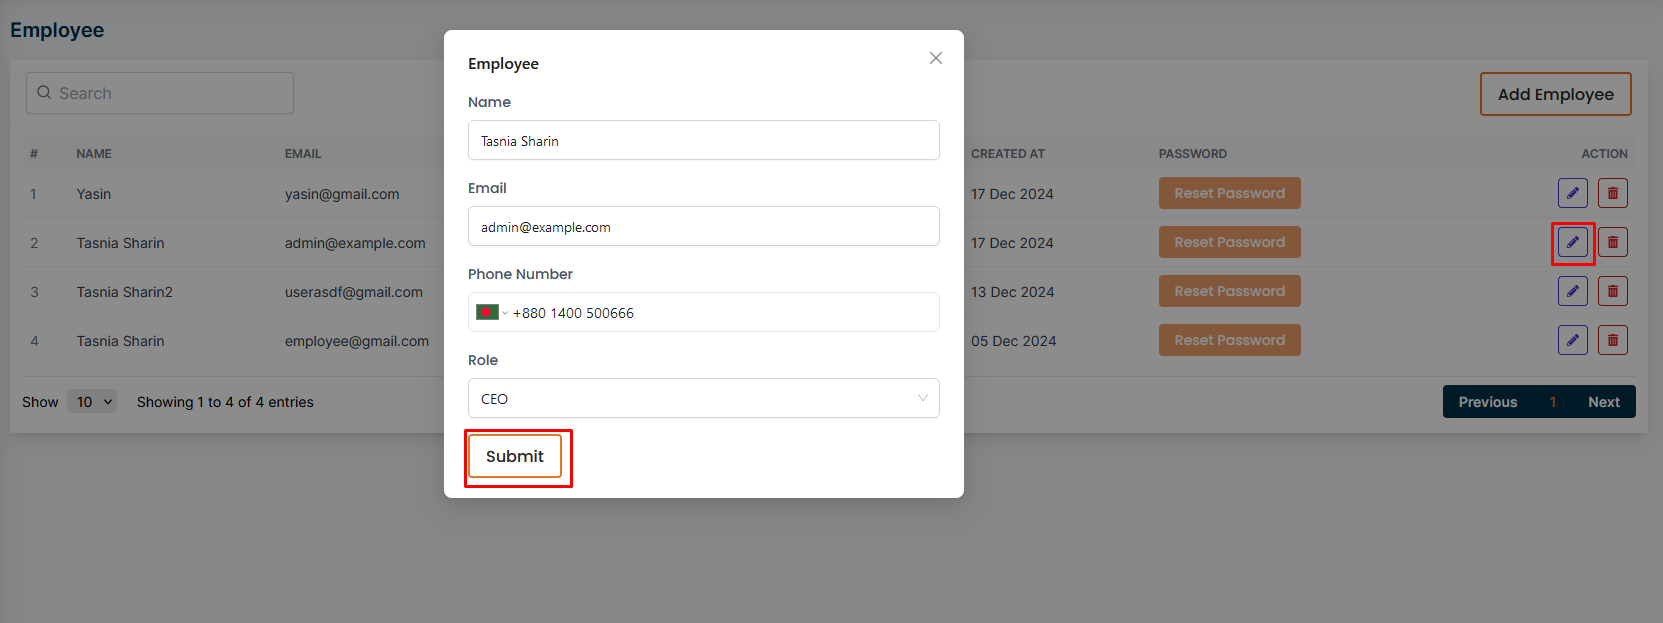 Employee
Search
Add Employee
# NAME EMAIL CREATED AT PASSWORD ACTION
1 Yasin yasin@gmail.com 17 Dec 2024 Reset Password
2 Tasnia Sharin admin@example.com 17 Dec 2024 Reset Password
3 Tasnia Sharin2 userasdf@gmail.com 13 Dec 2024 Reset Password
4 Tasnia Sharin employee@gmail.com 05 Dec 2024 Reset Password
Show 10 Showing 1 to 4 of 4 entries
Previous 1 Next
Employee
Name
Tasnia Sharin
Email
admin@example.com
Phone Number
+880 1400 500666
Role
CEO
Submit